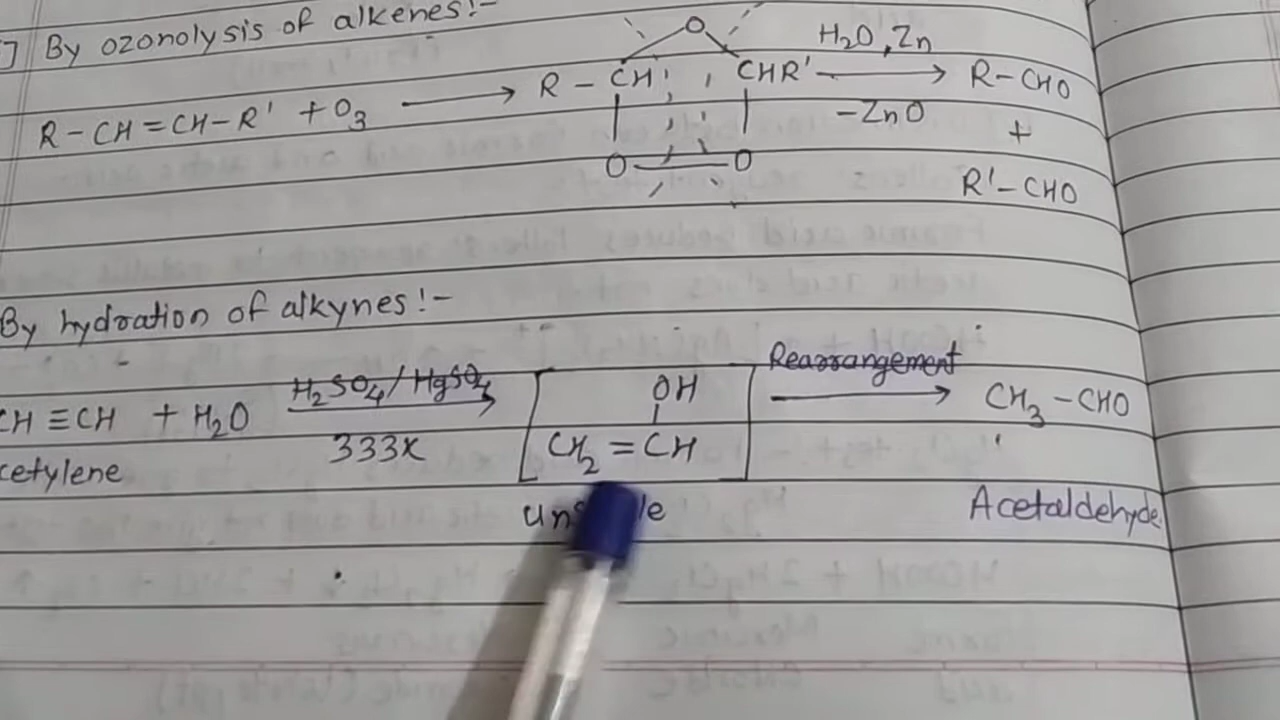 By ozonolysis of alkenes!-
R-CH=CH-R' + O3 ⟶ R-CH CHR' ⟶ R-CHO
O
H2O, Zn
-ZnO
+
O O
R'-CHO
By hydration of alkynes!-
CH≡CH + H2O ⟶ [CH2=CH] ⟶ CH3-CHO
H2SO4/HgSO4
333K
OH
Rearrangement
cetylene Acetaldehyde